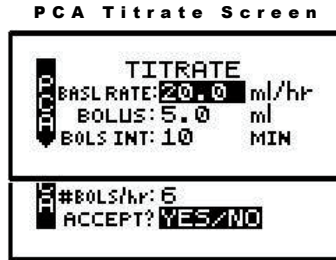 PCA Titrate Screen
TITRATE
PCA
BASL RATE: 20.0 ml/hr
BOLUS: 5.0 ml
BOLS INT: 10 MIN
#BOLS/hr: 6
ACCEPT? YES/NO